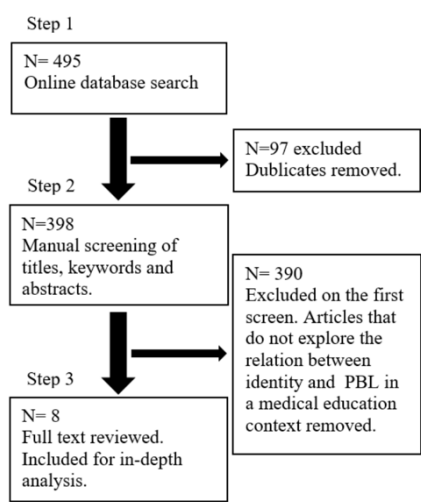 Step 1
N= 495
Online database search
N=97 excluded
Dublicates removed.
Step 2
N=398
Manual screening of
titles, keywords and
abstracts.
N= 390
Excluded on the first
screen. Articles that
do not explore the
relation between
identity and PBL in
a medical education
context removed.
Step 3
N= 8
Full text reviewed.
Included for in-depth
analysis.